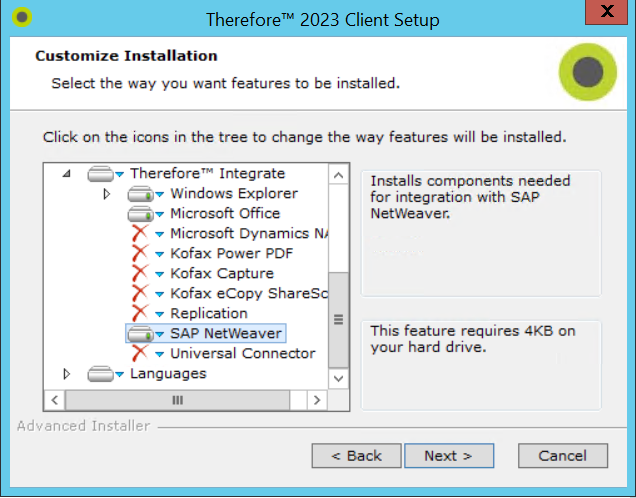 Therefore™ 2023 Client Setup
x
Customize Installation
Select the way you want features to be installed.
Click on the icons in the tree to change the way features will be installed.
Therefore™ Integrate
Windows Explorer
Microsoft Office
Microsoft Dynamics NA
Kofax Power PDF
Kofax Capture
Kofax eCopy ShareSc
Replication
SAP NetWeaver
Universal Connector
Languages
Installs components needed
for integration with SAP
NetWeaver.
This feature requires 4KB on
your hard drive.
Advanced Installer
< Back
Next >
Cancel